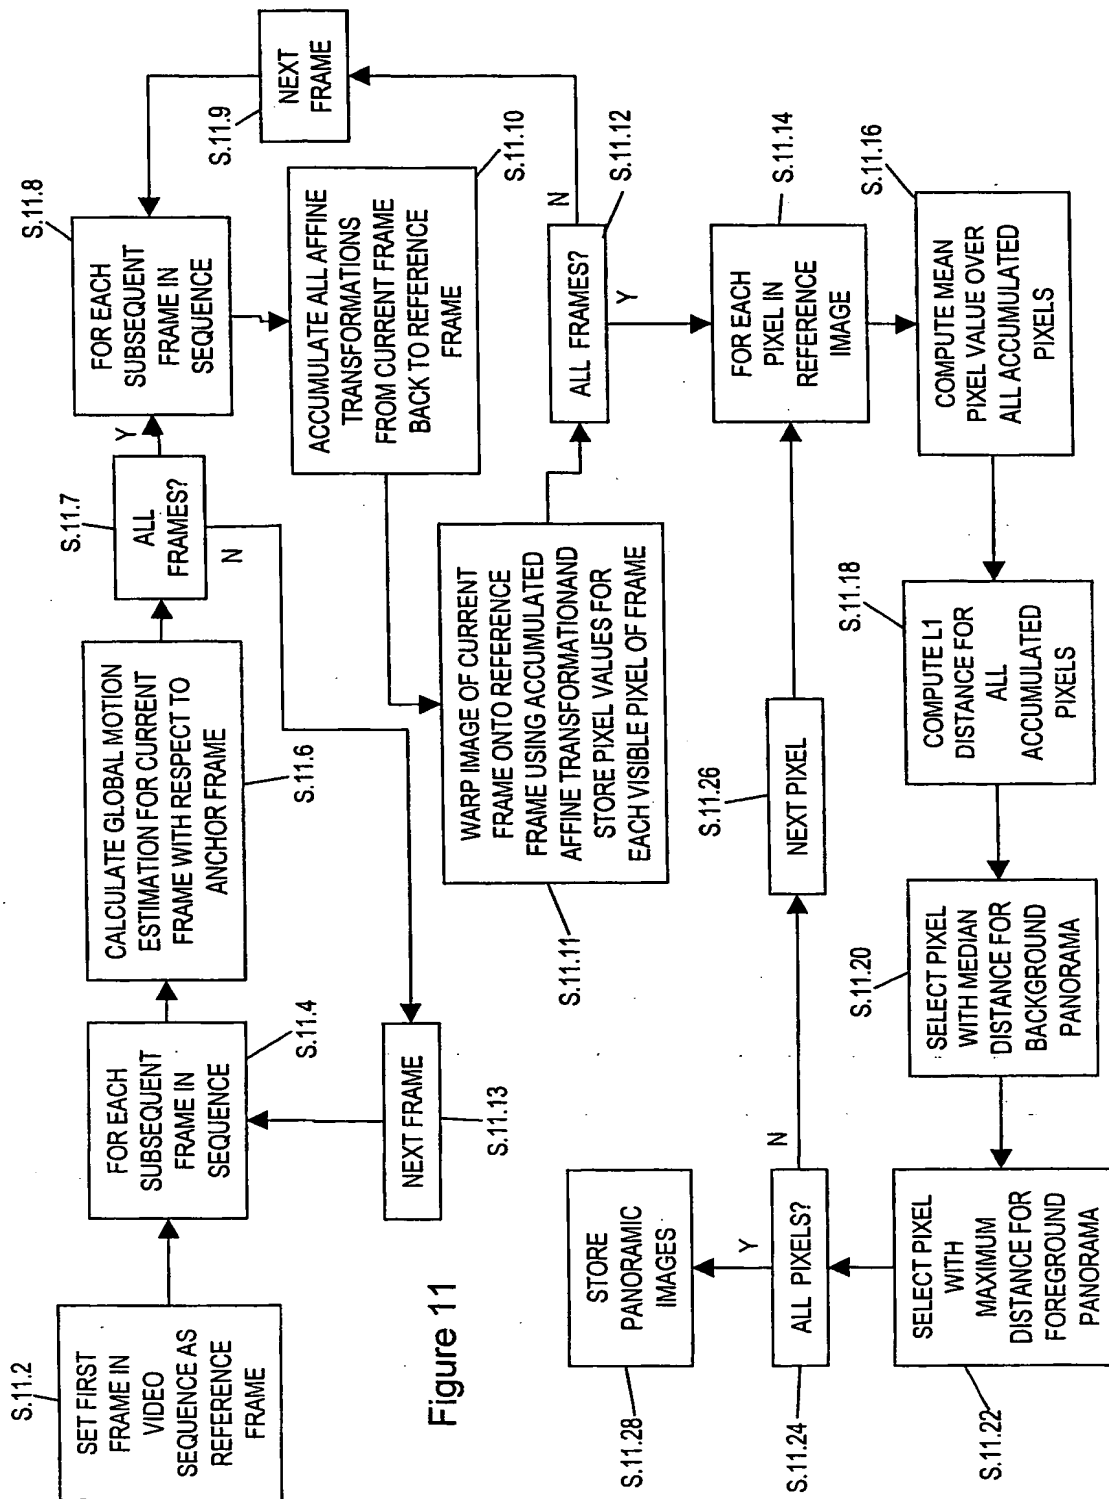 S.11.2
SET FIRST
FRAME IN
VIDEO
SEQUENCE AS
REFERENCE
FRAME
FOR EACH
SUBSEQUENT
FRAME IN
SEQUENCE
S.11.4
CALCULATE GLOBAL MOTION
ESTIMATION FOR CURRENT
FRAME WITH RESPECT TO
ANCHOR FRAME
S.11.6
S.11.7
ALL
FRAMES?
Y
N
NEXT FRAME
S.11.13
S.11.8
FOR EACH
SUBSEQUENT
FRAME IN
SEQUENCE
S.11.9
NEXT
FRAME
ACCUMULATE ALL AFFINE
TRANSFORMATIONS
FROM CURRENT FRAME
BACK TO REFERENCE
FRAME
S.11.10
WARP IMAGE OF CURRENT
FRAME ONTO REFERENCE
FRAME USING ACCUMULATED
AFFINE TRANSFORMATIONAND
STORE PIXEL VALUES FOR
EACH VISIBLE PIXEL OF FRAME
S.11.11
ALL FRAMES?
S.11.12
N
Y
FOR EACH
PIXEL IN
REFERENCE
IMAGE
S.11.14
COMPUTE MEAN
PIXEL VALUE OVER
ALL ACCUMULATED
PIXELS
S.11.16
S.11.18
COMPUTE L1
DISTANCE FOR
ALL
ACCUMULATED
PIXELS
S.11.20
SELECT PIXEL
WITH MEDIAN
DISTANCE FOR
BACKGROUND
PANORAMA
SELECT PIXEL
WITH
MAXIMUM
DISTANCE FOR
FOREGROUND
PANORAMA
S.11.22
ALL PIXELS?
S.11.24
N
Y
NEXT PIXEL
S.11.26
STORE
PANORAMIC
IMAGES
S.11.28
Figure 11